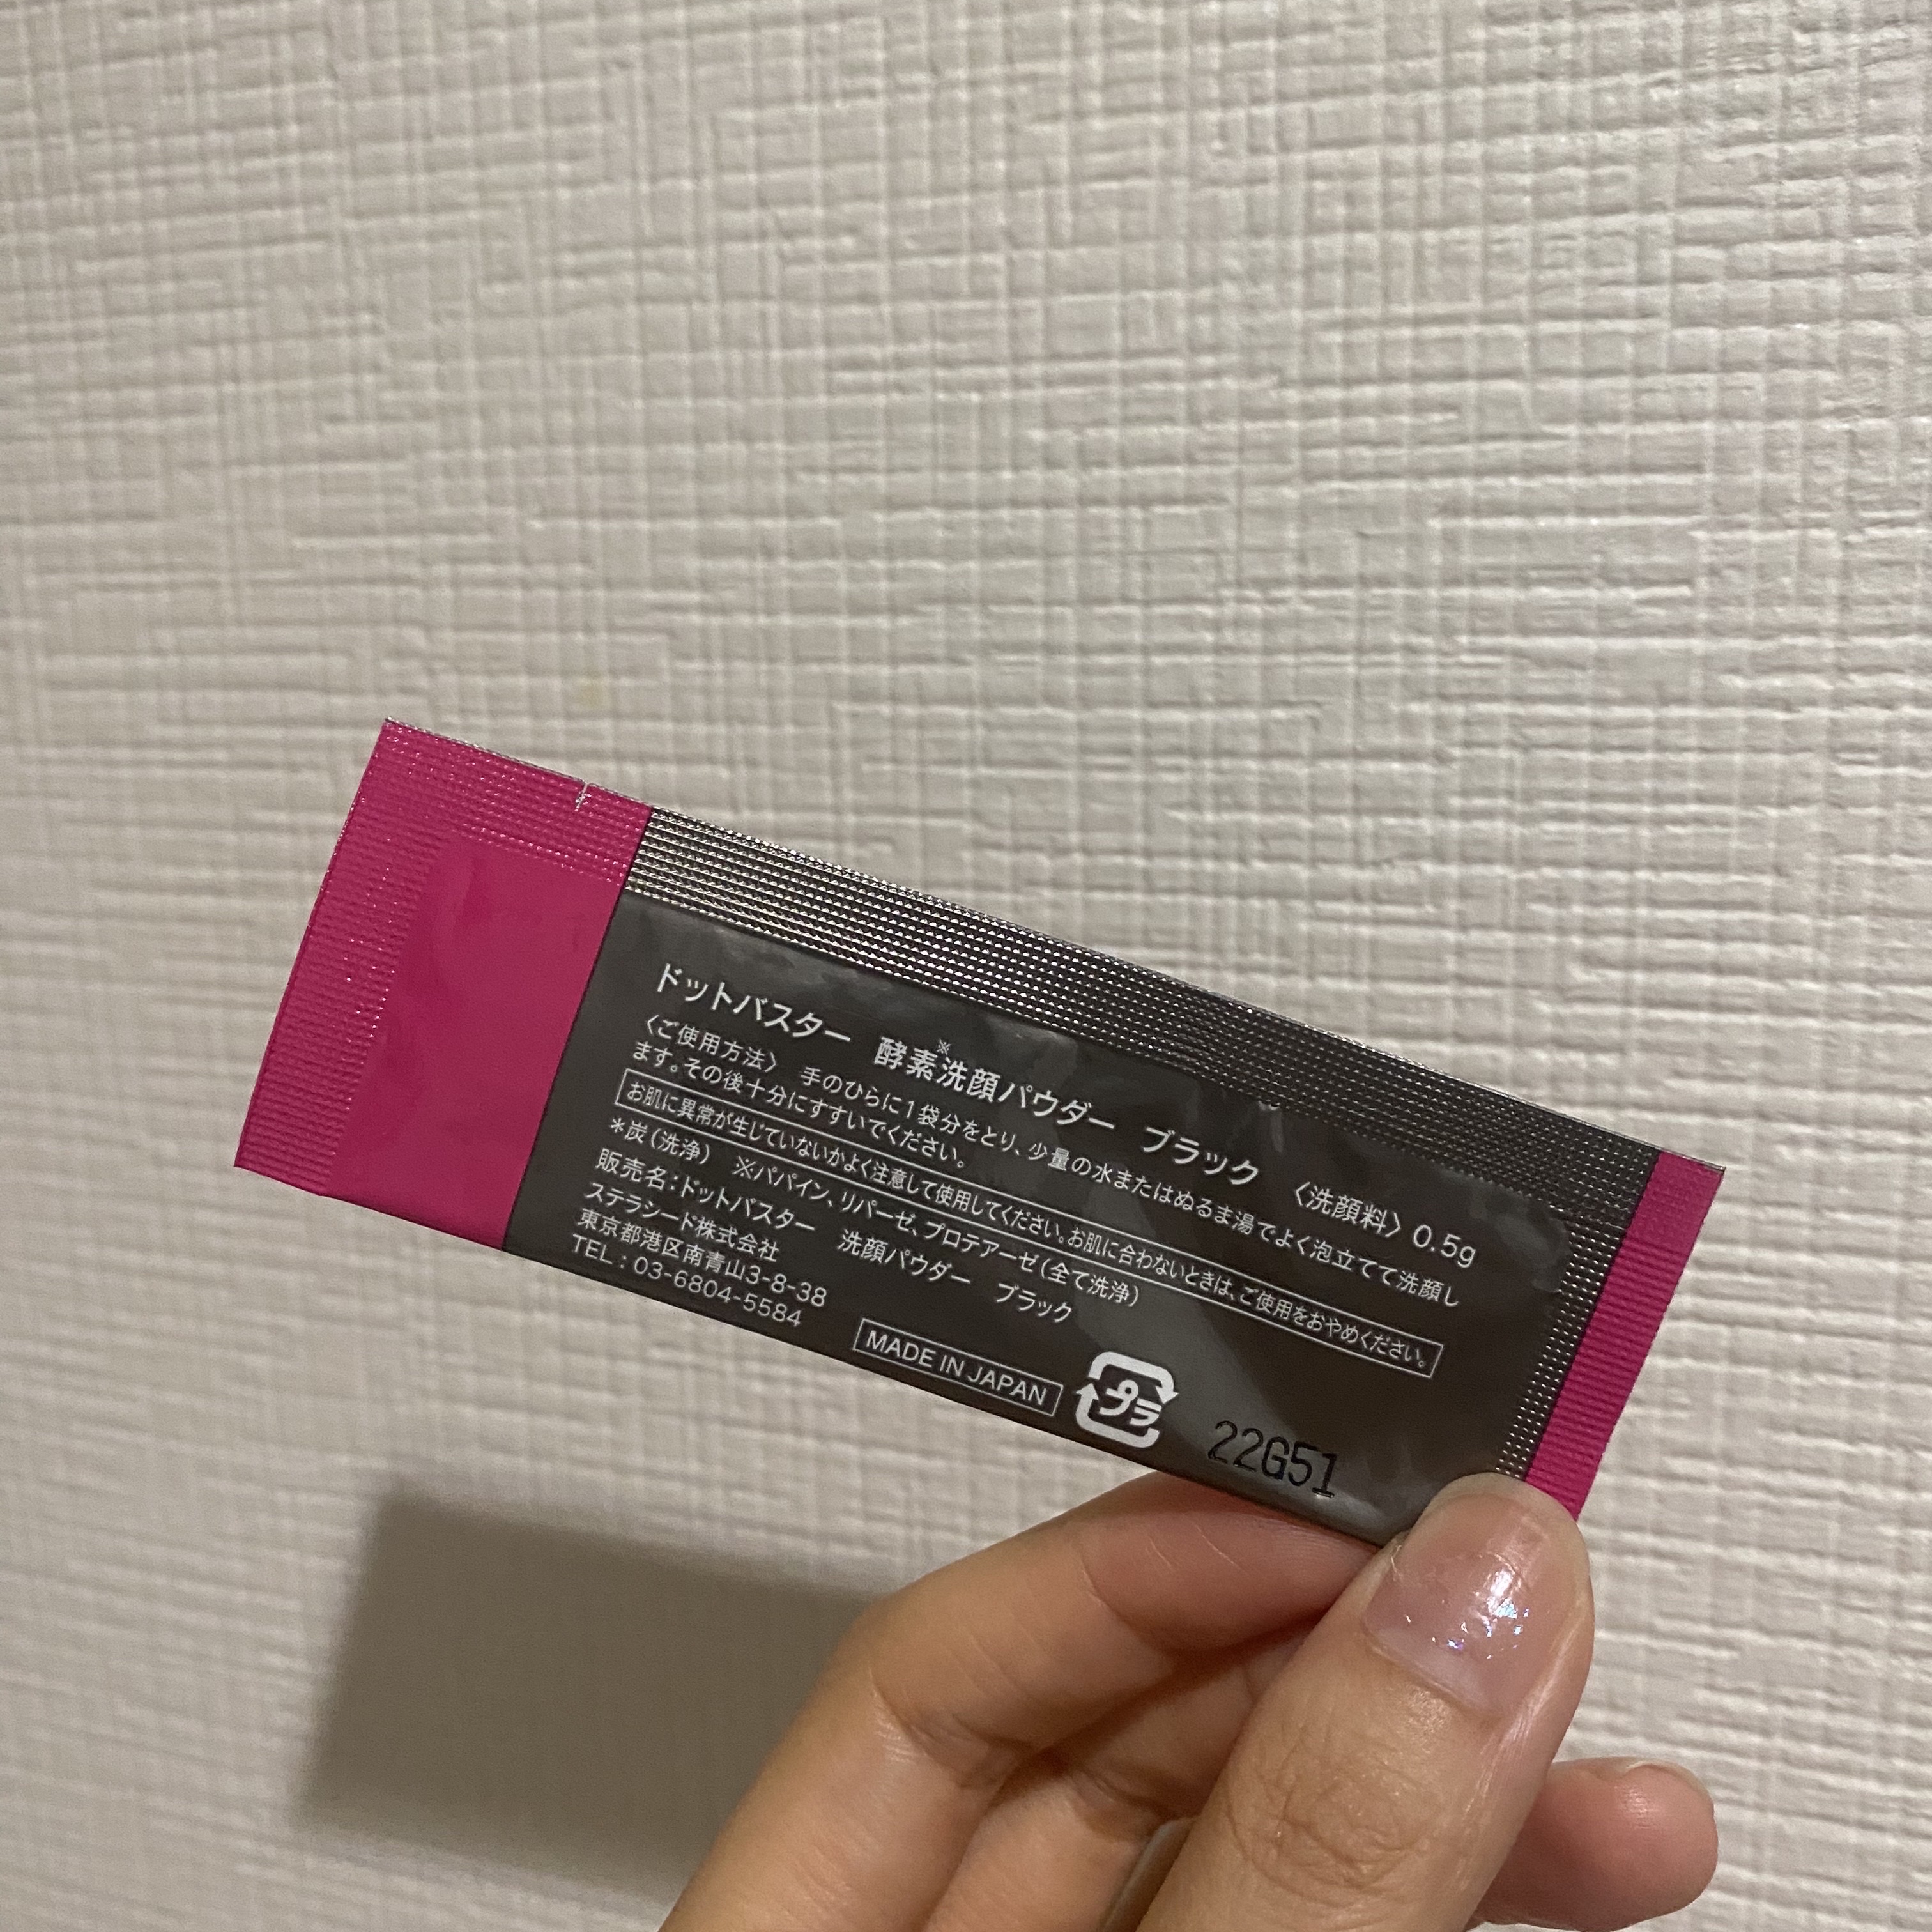 ドットバスター 酵素※洗顔パウダー ブラック 〈洗顔料〉 0.5g
〈ご使用方法〉 手のひらに1袋分をとり、少量の水またはぬるま湯でよく泡立てて洗顔し
ます。その後十分にすすいでください。
お肌に異常が生じていないかよく注意して使用してください。お肌に合わないときは、ご使用をおやめください。
*炭(洗浄) ※パパイン、リパーゼ、プロテアーゼ(全て洗浄)
販売名:ドットバスター 洗顔パウダー ブラック
ステラシード株式会社
東京都港区南青山3-8-38
TEL : 03-6804-5584
MADE IN JAPAN
プラ
22G51